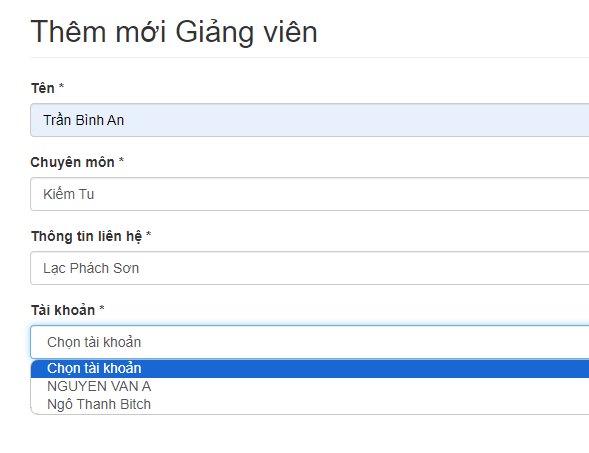 Thêm mới Giảng viên
Tên *
Trần Bình An
Chuyên môn *
Kiếm Tu
Thông tin liên hệ *
Lạc Phách Sơn
Tài khoản *
Chọn tài khoản
Chọn tài khoản
NGUYEN VAN A
Ngô Thanh Bitch